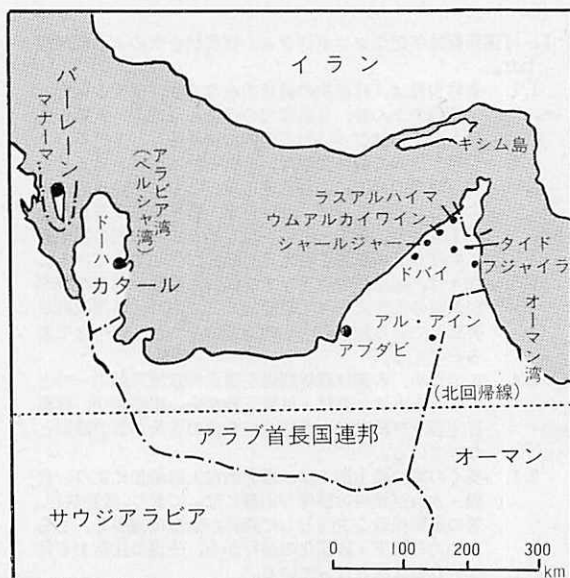 イラン
バーレーン
マナーマ
アラビア湾
(ペルシャ湾)
キシム島
ドーハ
カタール
ラスアルハイマ
ウムアルカイワイン
シャールジャー
タイド
ドバイ
フジャイラ
オーマン湾
アル アイン
アブダビ
(北回帰線)
アラブ首長国連邦
オーマン
サウジアラビア
0 100 200 300
km